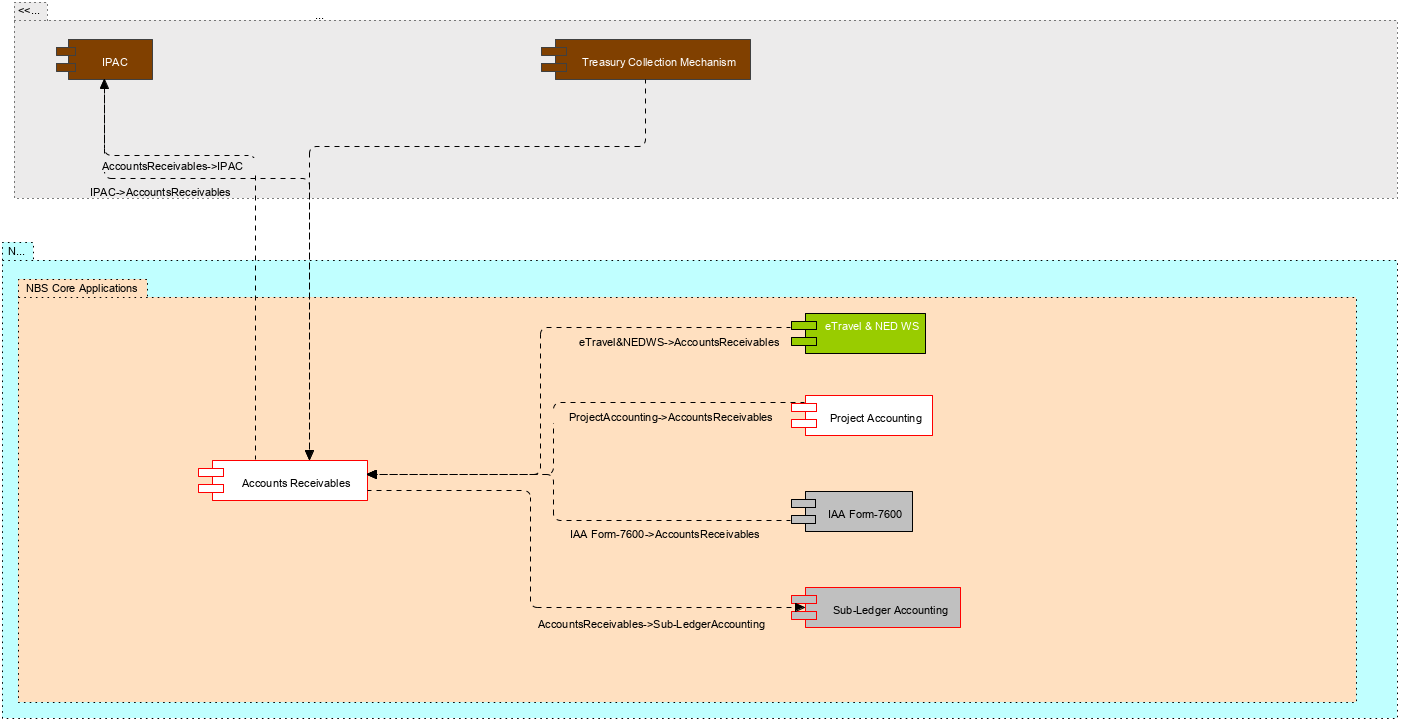 <<...
...
IPAC
Treasury Collection Mechanism
AccountsReceivables->IPAC
IPAC->AccountsReceivables
N...
NBS Core Applications
eTravel & NED WS
eTravel&NEDWS->AccountsReceivables
ProjectAccounting->AccountsReceivables
Project Accounting
Accounts Receivables
IAA Form-7600
IAA Form-7600->AccountsReceivables
Sub-Ledger Accounting
AccountsReceivables->Sub-LedgerAccounting